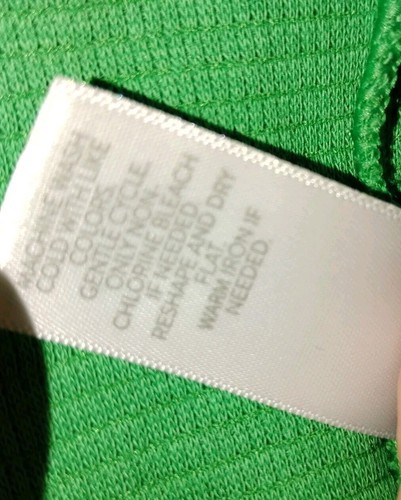 MACHINE WASH
COLD WITH LIKE
COLORS.
GENTLE CYCLE.
ONLY NON-
CHLORINE BLEACH
IF NEEDED
RESHAPE AND DRY
FLAT.
WARM IRON IF
NEEDED.